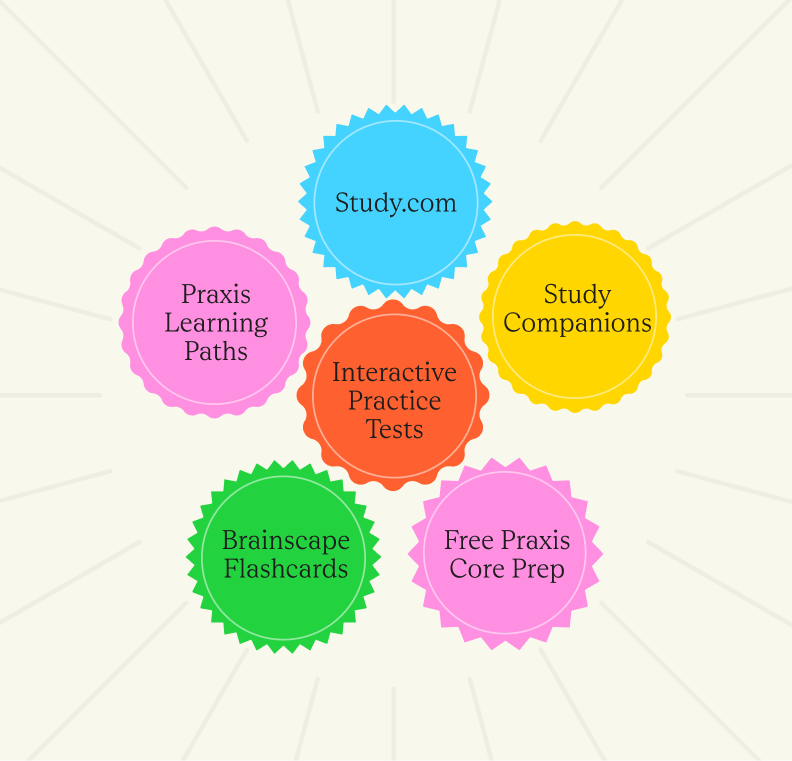 Study.com
Praxis
Learning
Paths
Study
Companions
Interactive
Practice
Tests
Brainscape
Flashcards
Free Praxis
Core Prep